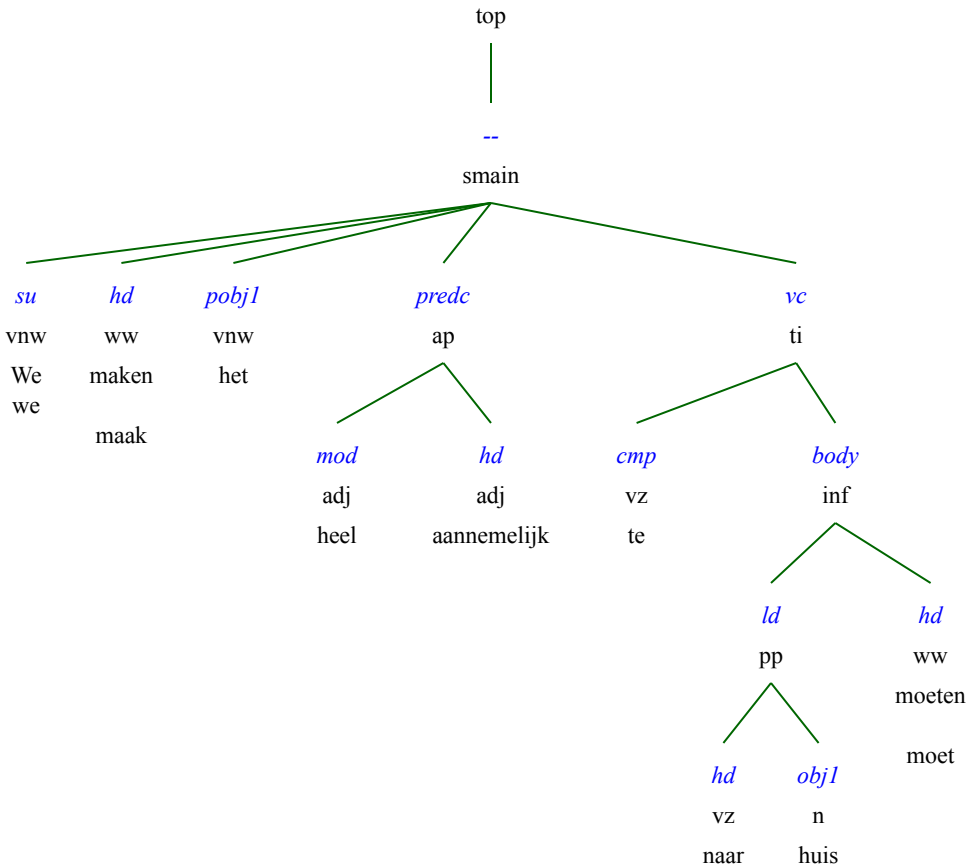 top
--
smain
su hd pobj1 predc vc
vnw ww vnw ap ti
We maken het
we
maak
mod hd cmp body
adj adj vz inf
heel aannemelijk te
ld hd
pp ww
moeten
moet
hd obj1
vz n
naar huis